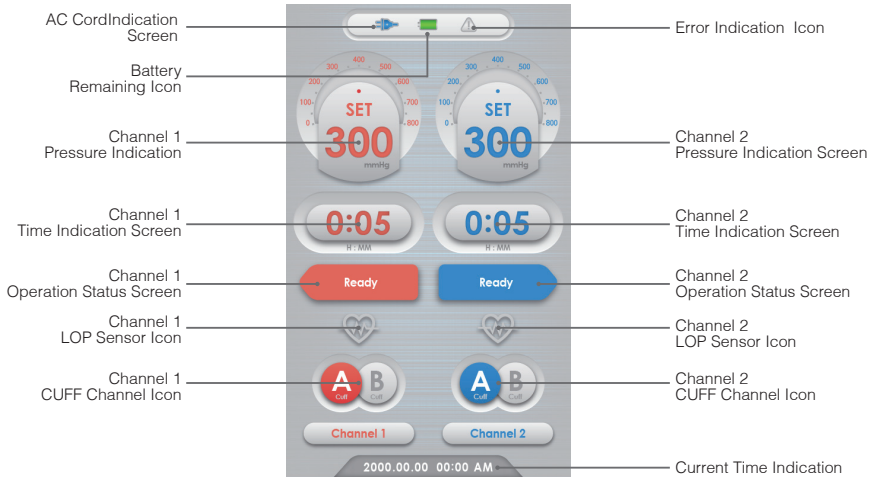 AC CordIndication
Screen
Error Indication Icon
Battery
Remaining Icon
0 100 200 300 400 500 600 700 800
SET
300
mmHg
0 100 200 300 400 500 600 700 800
SET
300
mmHg
Channel 1
Pressure Indication
Channel 2
Pressure Indication Screen
Channel 1
Time Indication Screen
0:05
H : MM
0:05
H : MM
Channel 2
Time Indication Screen
Channel 1
Operation Status Screen
Ready
Ready
Channel 2
Operation Status Screen
Channel 1
LOP Sensor Icon
Channel 2
LOP Sensor Icon
Channel 1
CUFF Channel Icon
A B
Cuff Cuff
A B
Cuff Cuff
Channel 2
CUFF Channel Icon
Channel 1
Channel 2
2000.00.00 00:00 AM
Current Time Indication